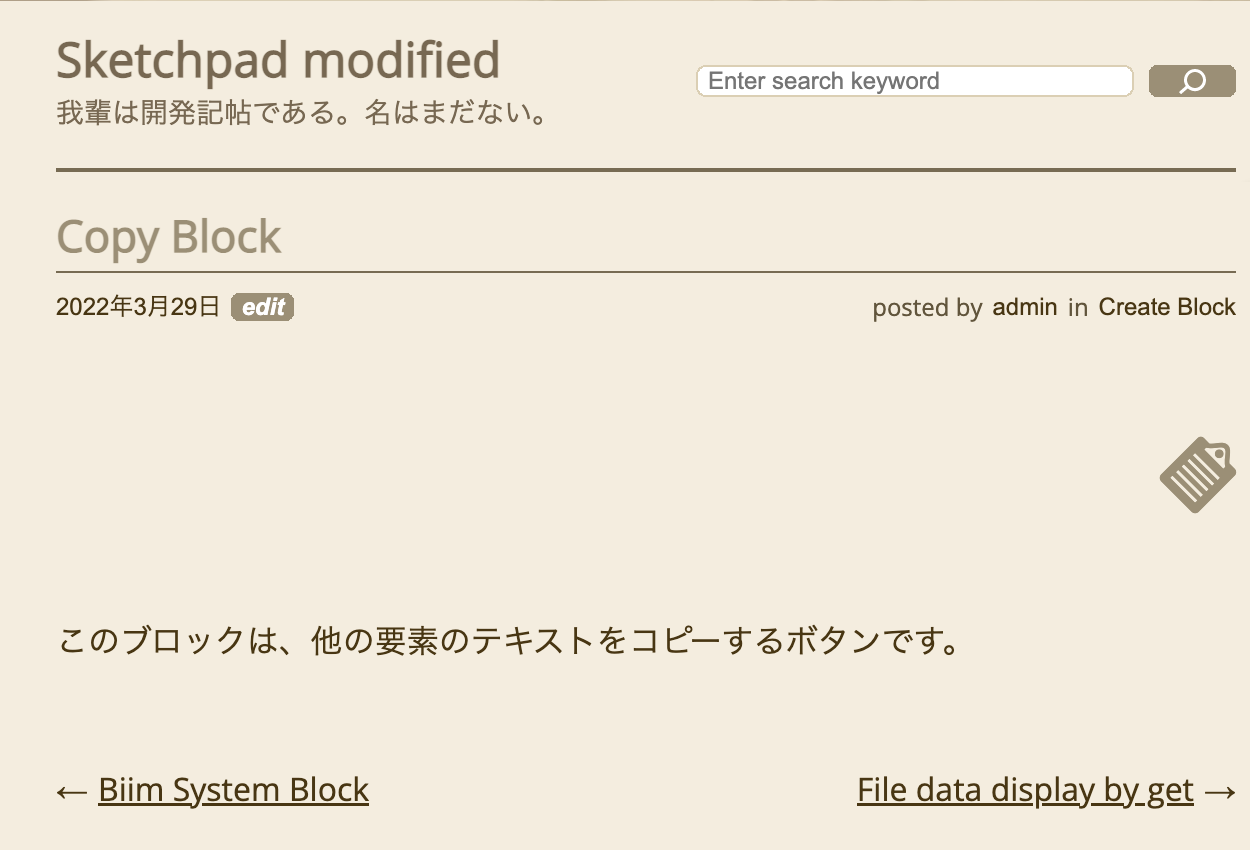 Sketchpad modified
我輩は開発記帖である。名はまだない。
Enter search keyword
Copy Block
2022年3月29日 edit posted by admin in Create Block
このブロックは、他の要素のテキストをコピーするボタンです。
← Biim System Block File data display by get →